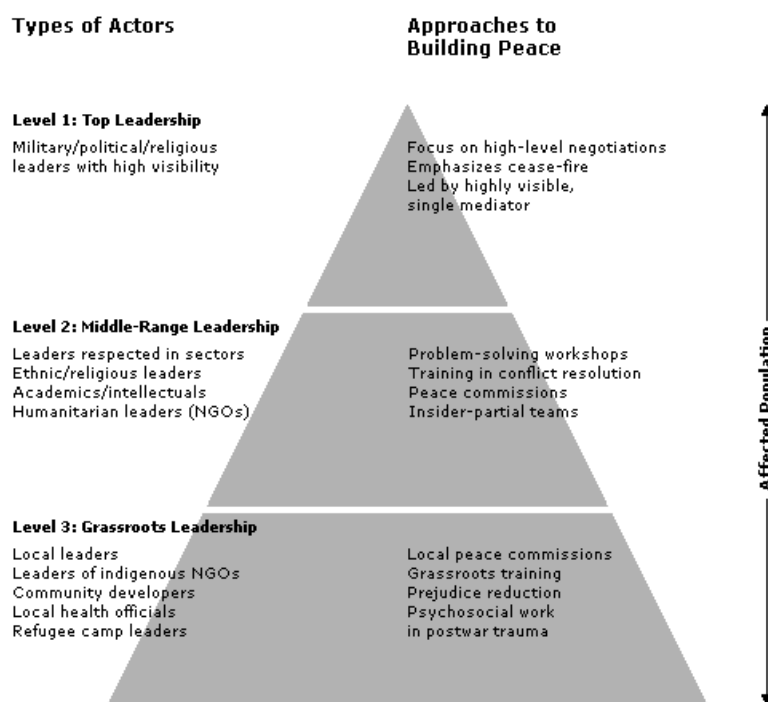 Types of Actors
Approaches to
Building Peace
Level 1: Top Leadership
Military/political/religious
leaders with high visibility
Focus on high-level negotiations
Emphasizes cease-fire
Led by highly visible,
single mediator
Level 2: Middle-Range Leadership
Leaders respected in sectors
Ethnic/religious leaders
Academics/intellectuals
Humanitarian leaders (NGOs)
Problem-solving workshops
Training in conflict resolution
Peace commissions
Insider-partial teams
Level 3: Grassroots Leadership
Local leaders
Leaders of indigenous NGOs
Community developers
Local health officials
Refugee camp leaders
Local peace commissions
Grassroots training
Prejudice reduction
Psychosocial work
in postwar trauma
Affected Population